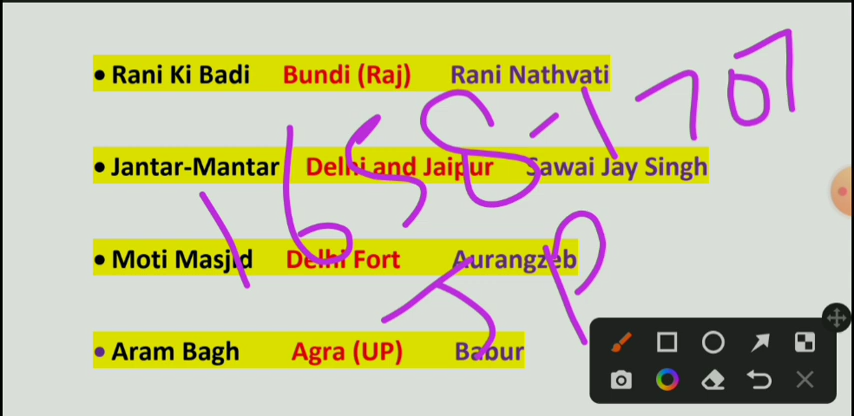 • Rani Ki Badi Bundi (Raj) Rani Nathvati
• Jantar-Mantar Delhi and Jaipur Sawai Jay Singh
• Moti Masjid Delhi Fort Aurangzeb
• Aram Bagh Agra (UP) Babur
1658-1707
JP